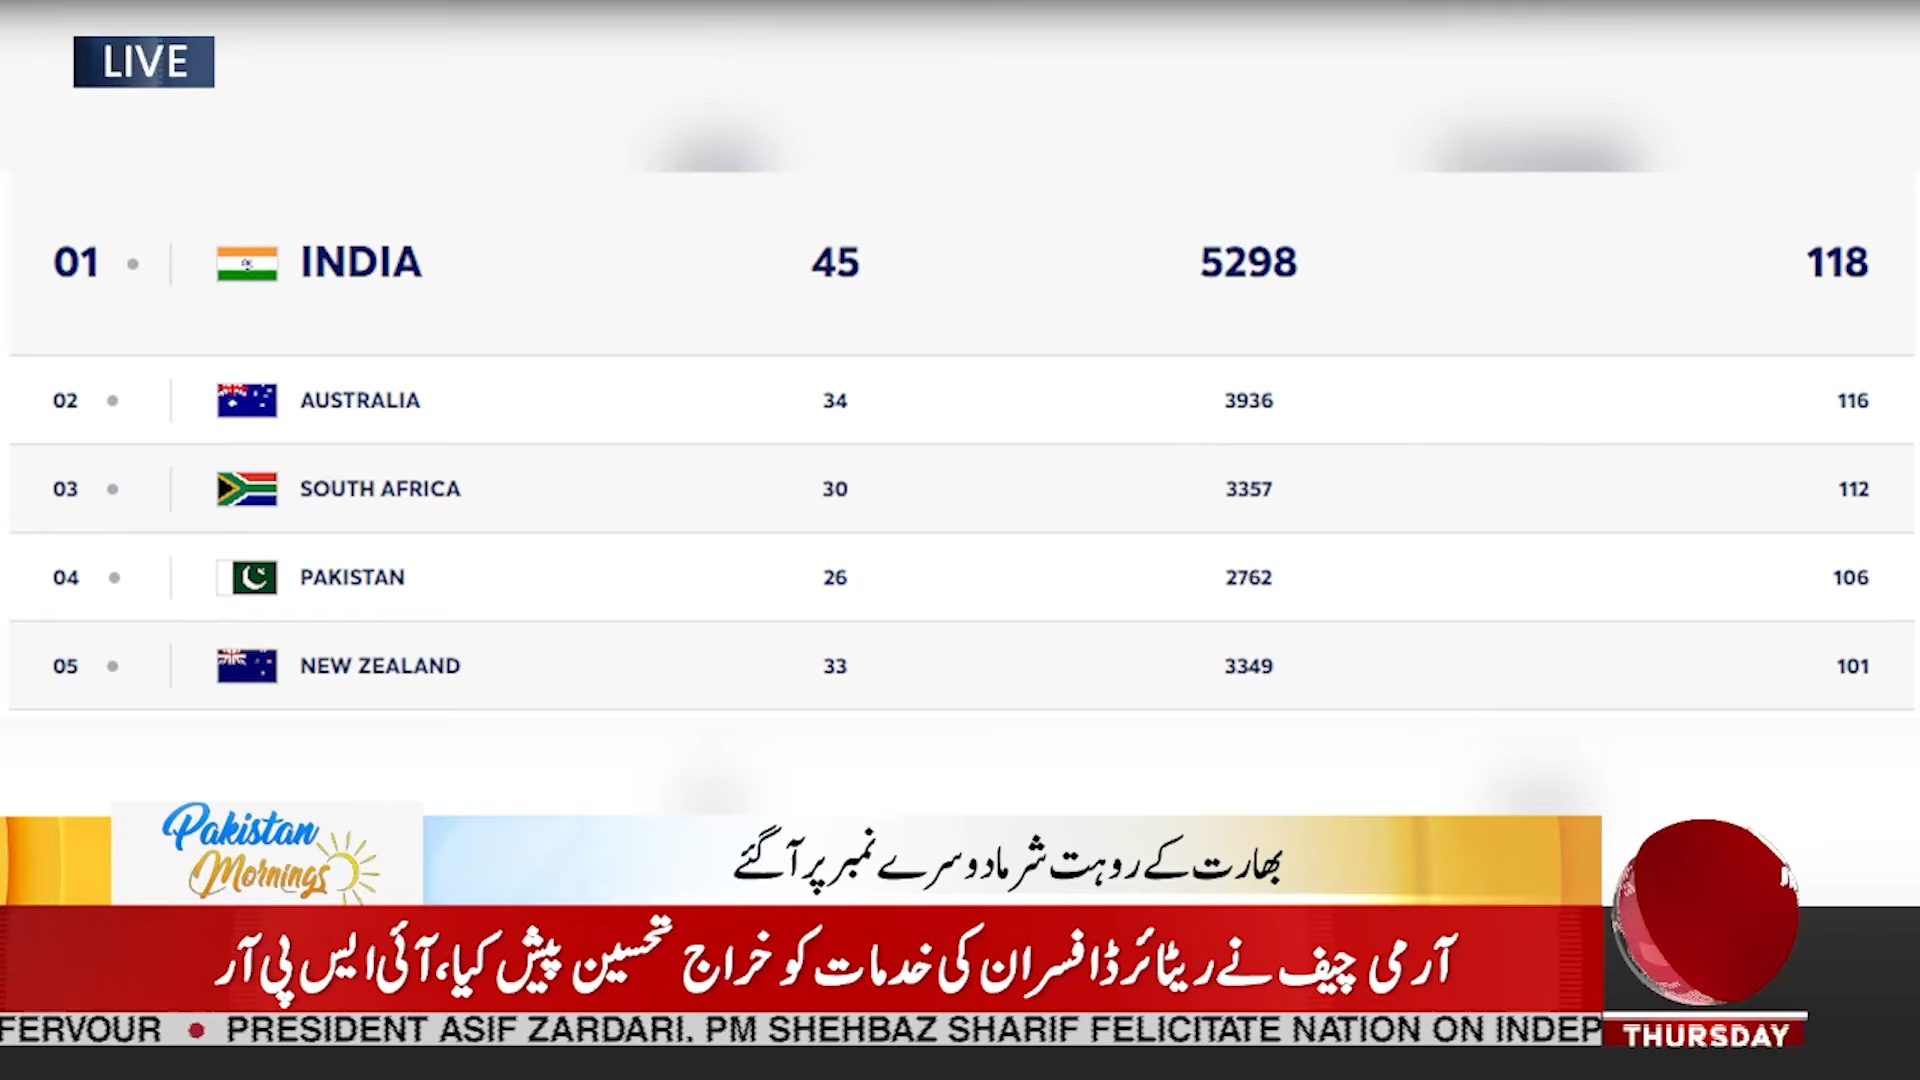 LIVE
01 INDIA 45 5298 118
02 AUSTRALIA 34 3936 116
03 SOUTH AFRICA 30 3357 112
04 PAKISTAN 26 2762 106
05 NEW ZEALAND 33 3349 101
Pakistan
Mornings
بھارت کے روہت شرما دوسرے نمبر پر آ گئے
آرمی چیف نے ریٹائرڈ افسران کی خدمات کو خراج تحسین پیش کیا، آئی ایس پی آر
FERVOUR • PRESIDENT ASIF ZARDARI. PM SHEHBAZ SHARIF FELICITATE NATION ON INDEP
THURSDAY